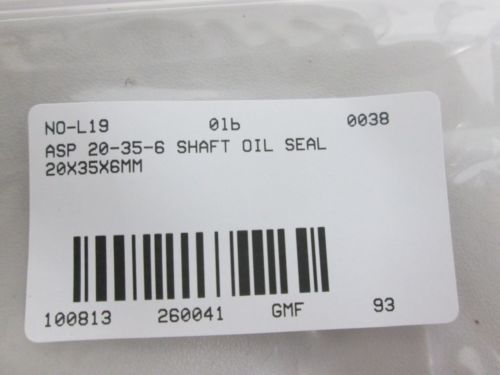 NO-L19 01b 0038
ASP 20-35-6 SHAFT OIL SEAL
20X35X6MM
100813 260041 GMF 93